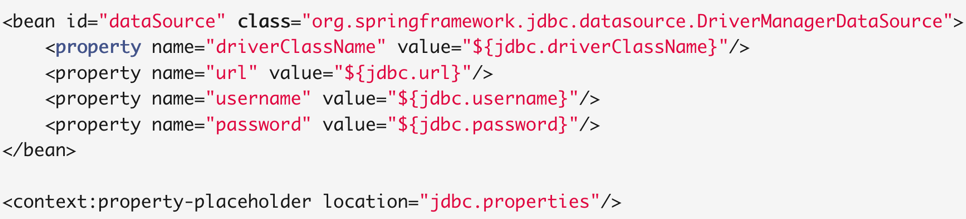 <bean id="dataSource" class="org.springframework.jdbc.datasource.DriverManagerDataSource">
    <property name="driverClassName" value="${jdbc.driverClassName}"/>
    <property name="url" value="${jdbc.url}"/>
    <property name="username" value="${jdbc.username}"/>
    <property name="password" value="${jdbc.password}"/>
</bean>

<context:property-placeholder location="jdbc.properties"/>